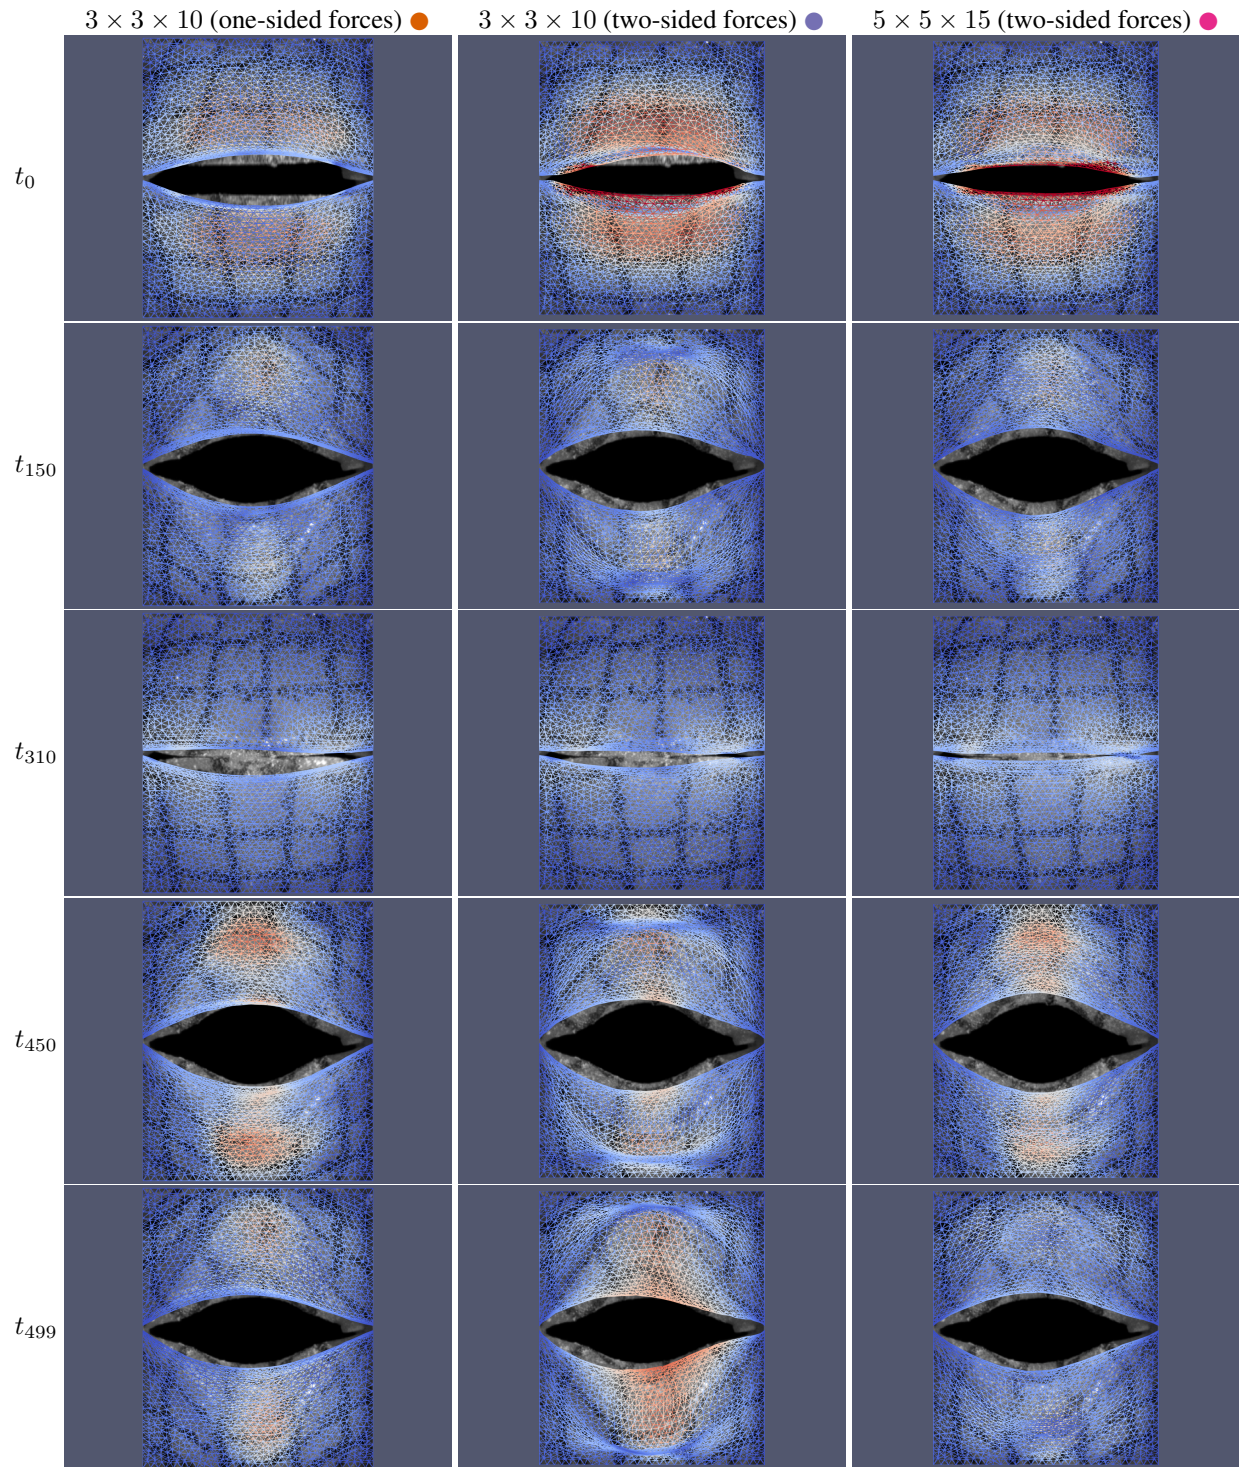 3 × 3 × 10 (one-sided forces)
3 × 3 × 10 (two-sided forces)
5 × 5 × 15 (two-sided forces)
t0
t150
t310
t450
t499